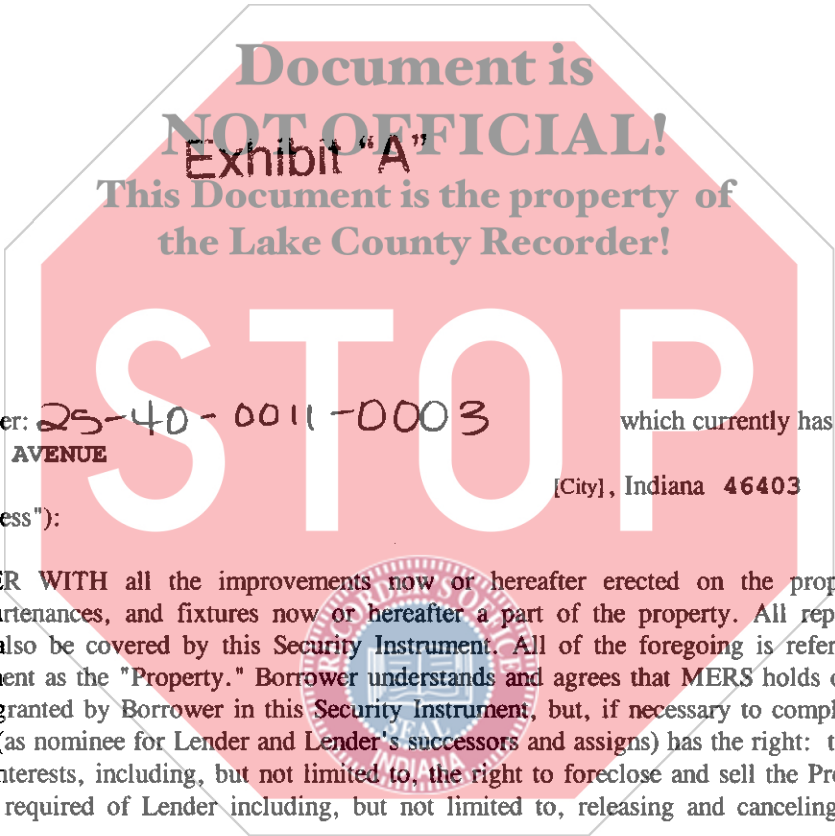 Document is
NOT OFFICIAL!
Exhibit "A"
This Document is the property of
the Lake County Recorder!
STOP
er: 25-40-0011-0003 which currently has
AVENUE
[City], Indiana 46403
ess"):
ER WITH all the improvements now or hereafter erected on the prop
urtenances, and fixtures now or hereafter a part of the property. All rep
also be covered by this Security Instrument. All of the foregoing is refer
ment as the "Property." Borrower understands and agrees that MERS holds o
granted by Borrower in this Security Instrument, but, if necessary to compl
(as nominee for Lender and Lender's successors and assigns) has the right: t
nterests, including, but not limited to, the right to foreclose and sell the Pro
required of Lender including, but not limited to, releasing and canceling
RECORDER'S OFFICE
SEAL
INDIANA